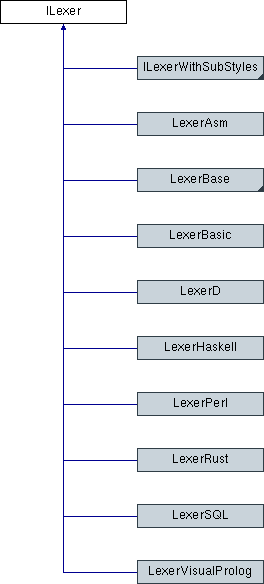 ILexer
ILexerWithSubStyles
LexerAsm
LexerBase
LexerBasic
LexerD
LexerHaskell
LexerPerl
LexerRust
LexerSQL
LexerVisualProlog